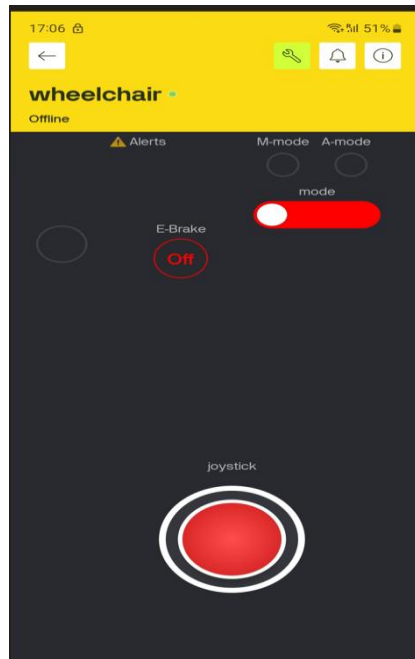 17:06 51%
wheelchair
Offline
Alerts M-mode A-mode
mode
E-Brake
Off
joystick